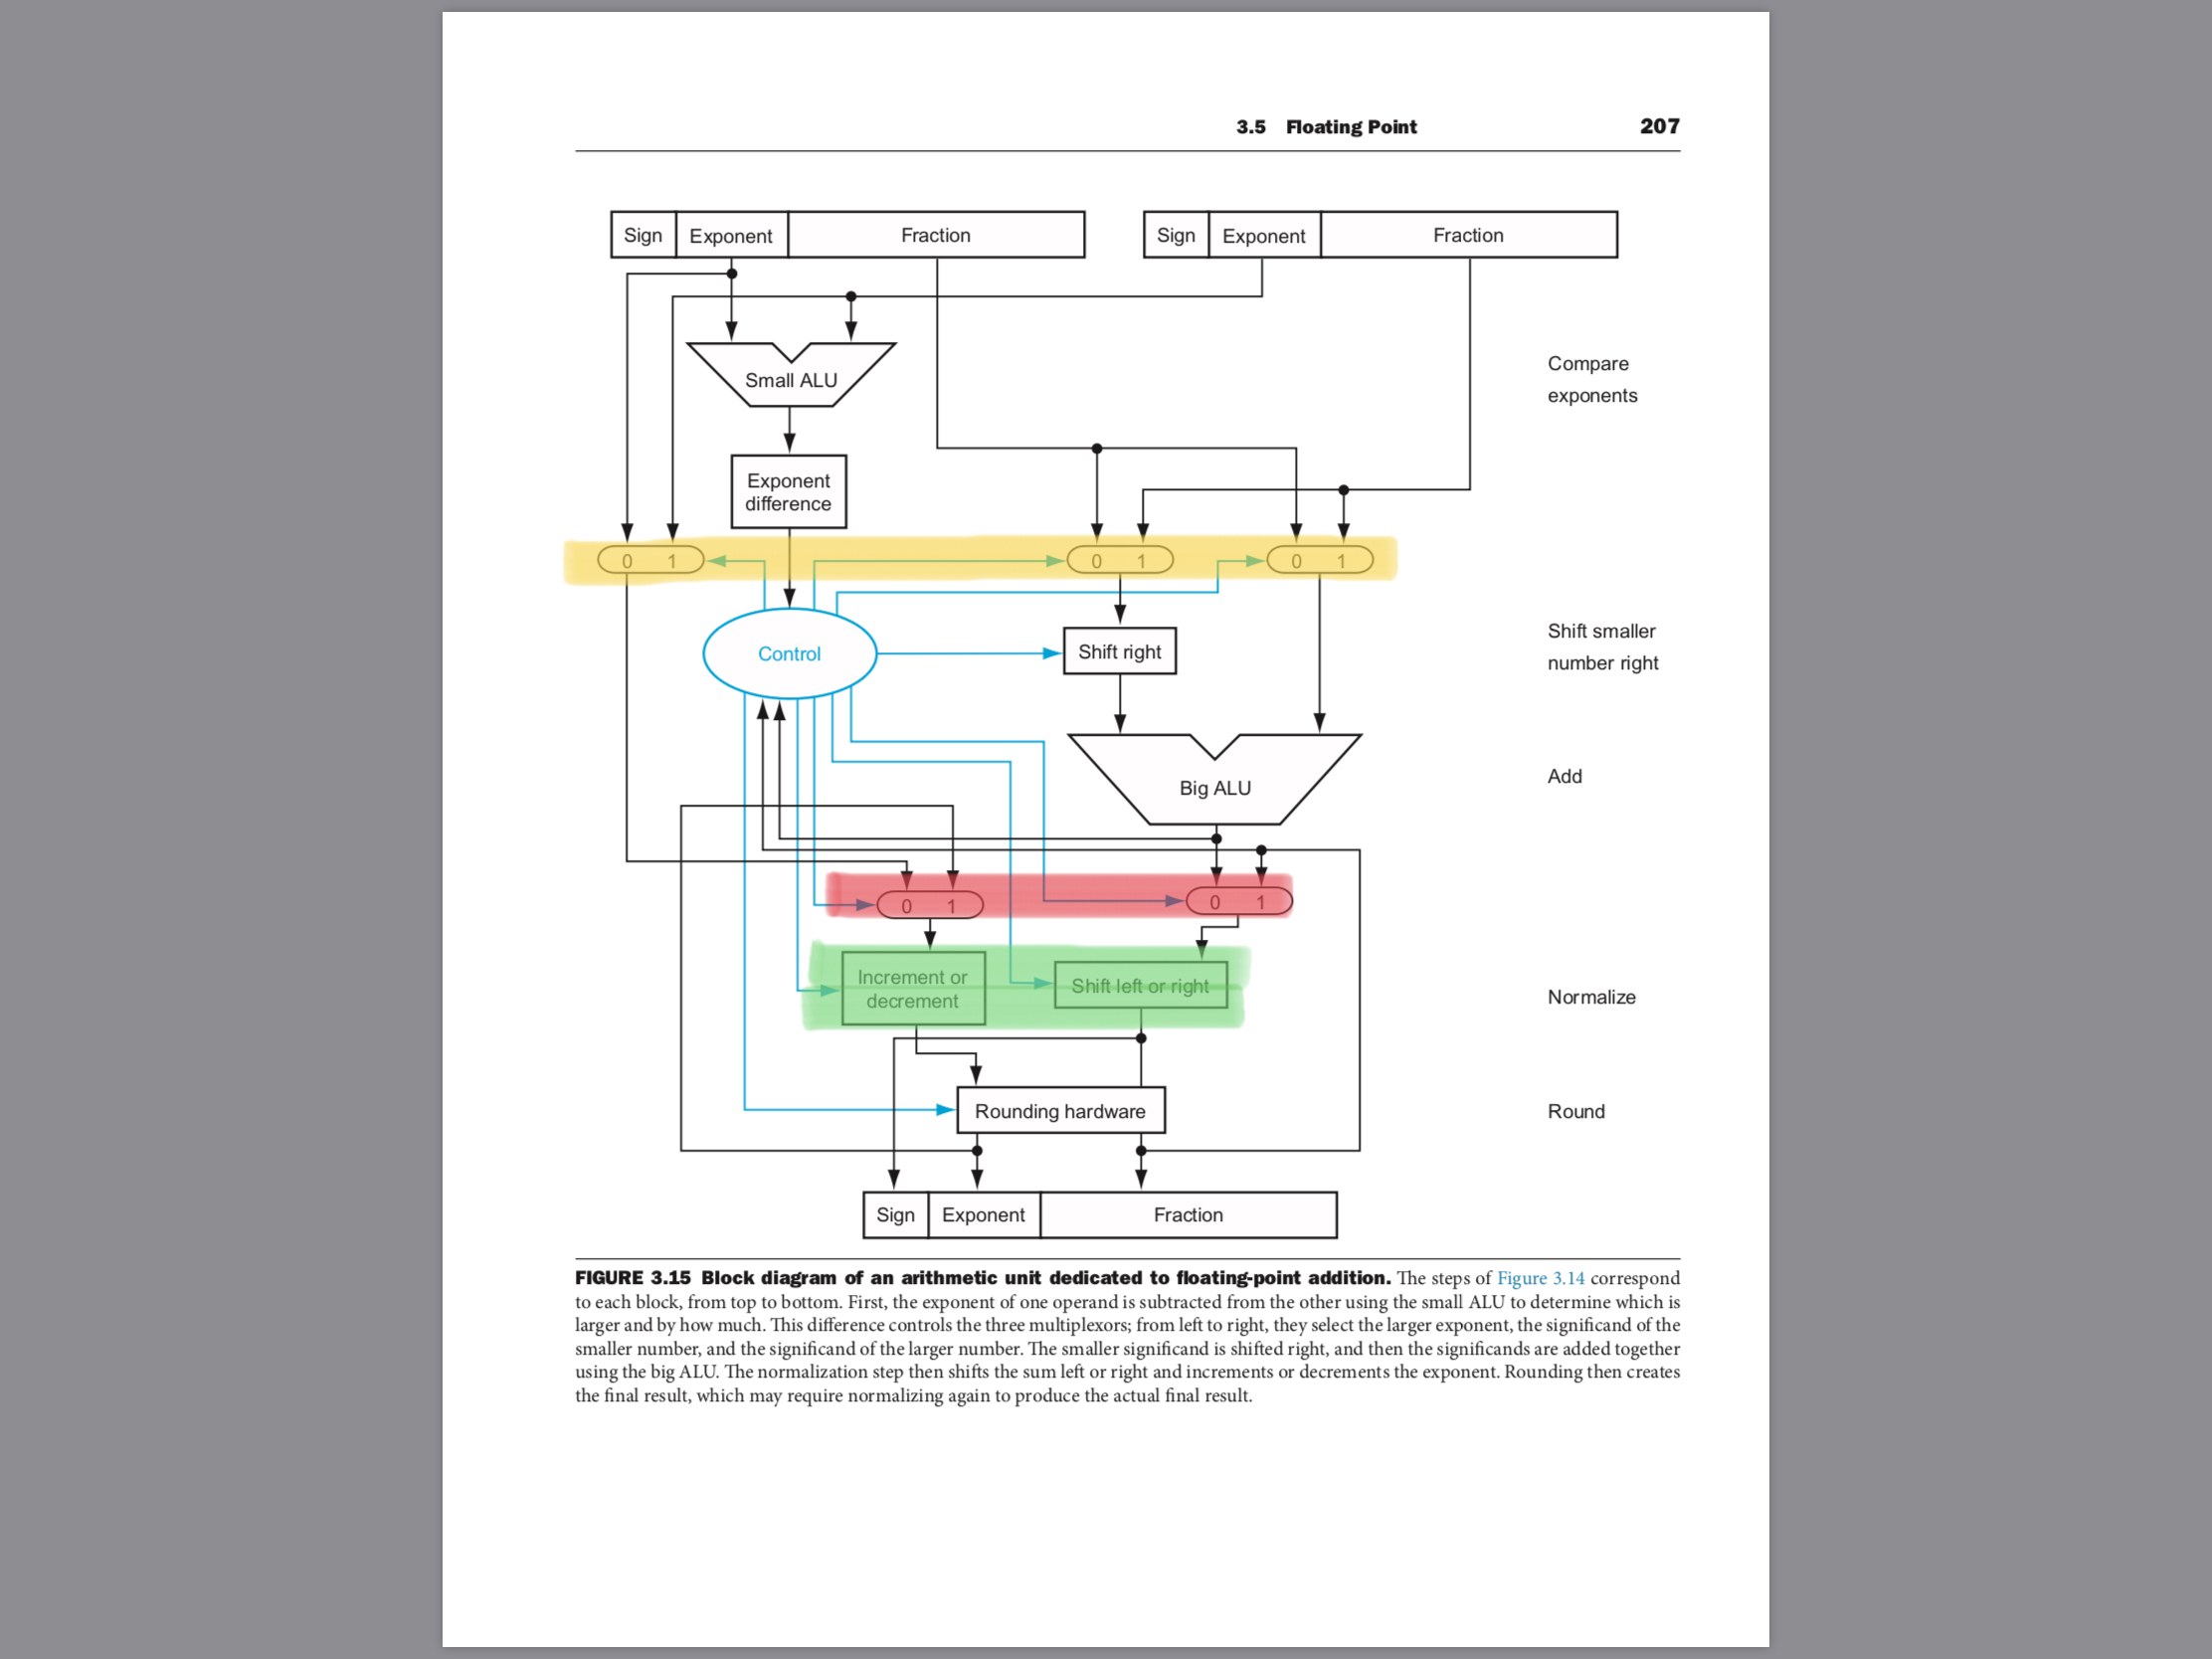 3.5 Floating Point 207
Sign Exponent Fraction Sign Exponent Fraction
Compare
exponents
Small ALU
Exponent
difference
0 1 0 1 0 1
Shift smaller
number right
Control Shift right
Add
Big ALU
0 1 0 1
Increment or
decrement
Shift left or right
Normalize
Rounding hardware Round
Sign Exponent Fraction
FIGURE 3.15 Block diagram of an arithmetic unit dedicated to floating-point addition. The steps of Figure 3.14 correspond
to each block, from top to bottom. First, the exponent of one operand is subtracted from the other using the small ALU to determine which is
larger and by how much. This difference controls the three multiplexors; from left to right, they select the larger exponent, the significand of the
smaller number, and the significand of the larger number. The smaller significand is shifted right, and then the significands are added together
using the big ALU. The normalization step then shifts the sum left or right and increments or decrements the exponent. Rounding then creates
the final result, which may require normalizing again to produce the actual final result.